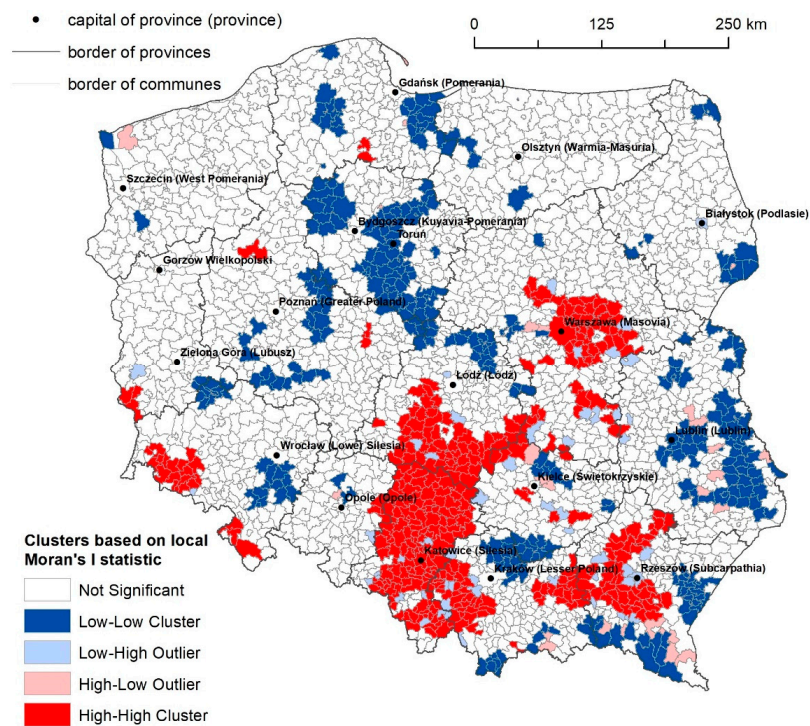 capital of province (province)
border of provinces
border of communes
0 125 250 km
Gdańsk (Pomerania)
Olsztyn (Warmia-Masuria)
Szczecin (West Pomerania)
Białystok (Podlasie)
Bydgoszcz (Kuyavia-Pomerania)
Toruń
Gorzów Wielkopolski
Poznań (Greater Poland)
Warszawa (Masovia)
Zielona Góra (Lubusz)
Łódź (Łódź)
Lublin (Lublin)
Wrocław (Lower Silesia)
Kielce (Świętokrzyskie)
Opole (Opole)
Katowice (Silesia)
Kraków (Lesser Poland)
Rzeszów (Subcarpathia)
Clusters based on local
Moran's I statistic
Not Significant
Low-Low Cluster
Low-High Outlier
High-Low Outlier
High-High Cluster